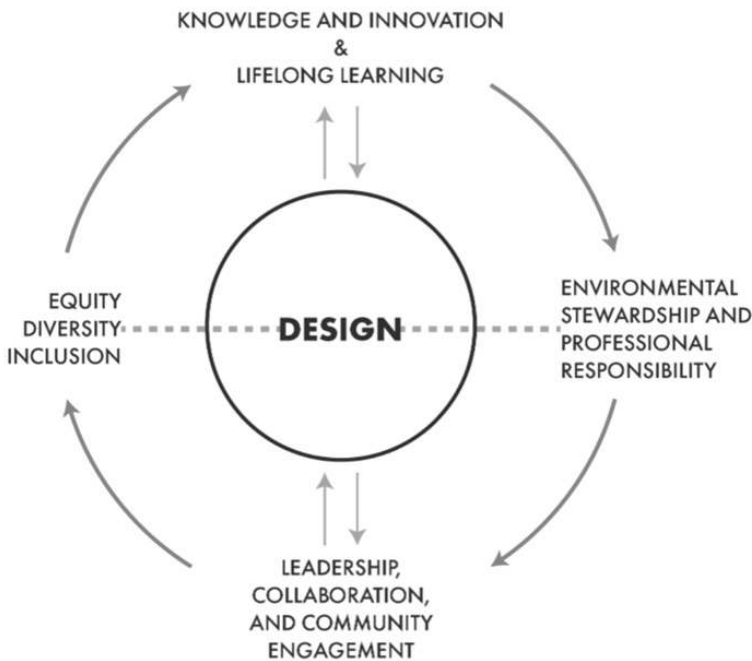 KNOWLEDGE AND INNOVATION
&
LIFELONG LEARNING
EQUITY
DIVERSITY
INCLUSION
DESIGN
ENVIRONMENTAL
STEWARDSHIP AND
PROFESSIONAL
RESPONSIBILITY
LEADERSHIP,
COLLABORATION,
AND COMMUNITY
ENGAGEMENT